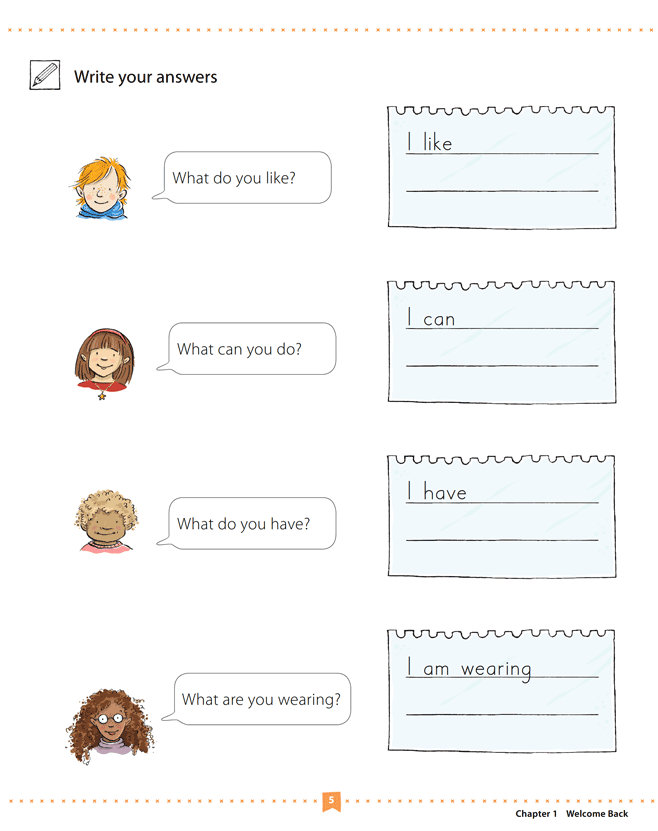 Write your answers
What do you like?
I like
What can you do?
I can
What do you have?
I have
What are you wearing?
I am wearing
5
Chapter 1 Welcome Back